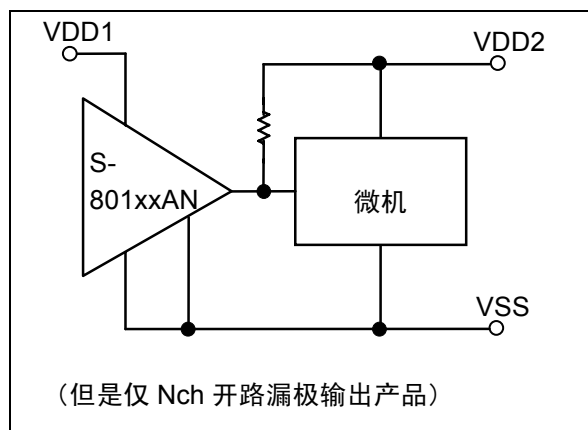 VDD1
VDD2
S-
801xxAN
微机
VSS
（但是仅 Nch 开路漏极输出产品）